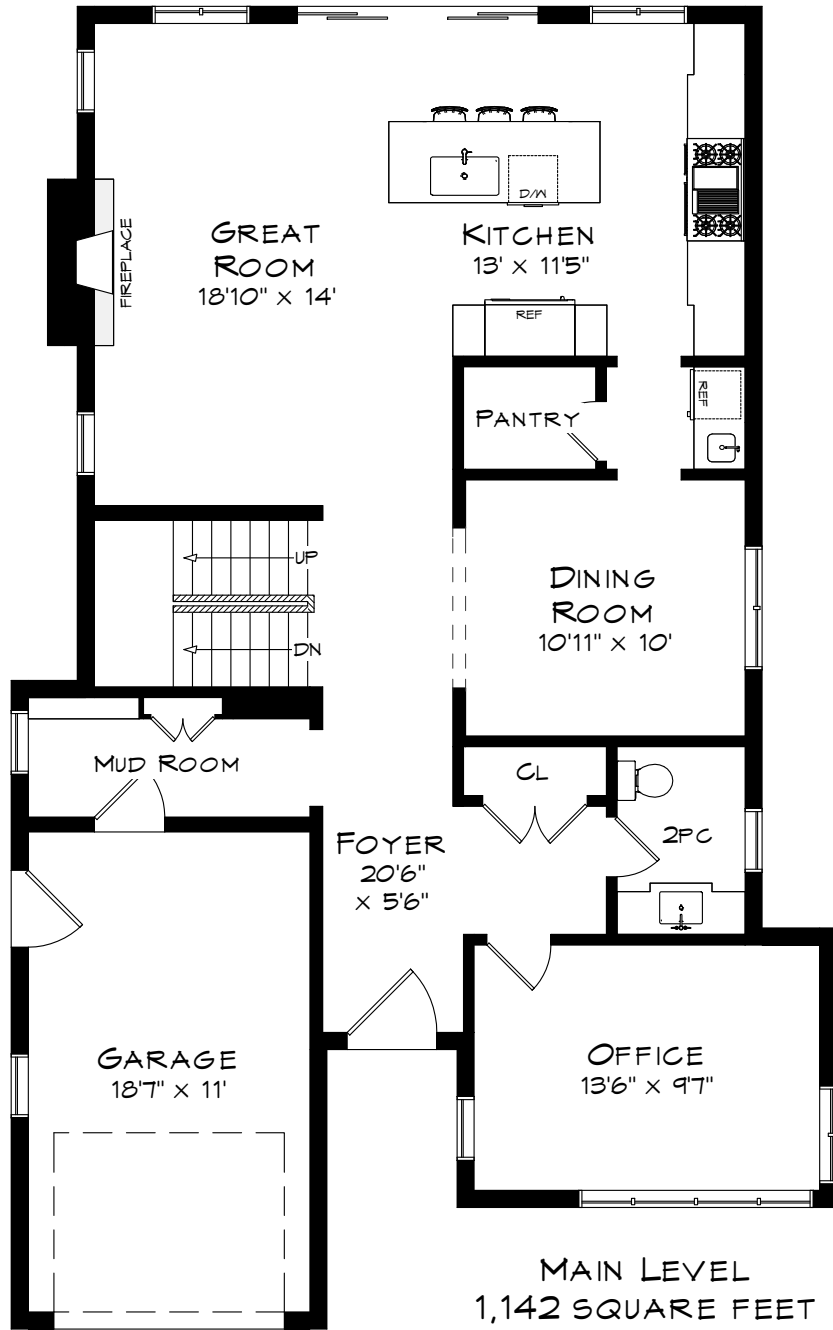 D/W
GREAT
ROOM
18'10" x 14'
KITCHEN
13' x 11'5"
FIREPLACE
REF
PANTRY
REF
UP
DN
DINING
ROOM
10'11" x 10'
MUD ROOM
CL
2PC
FOYER
20'6"
x 5'6"
GARAGE
18'7" x 11'
OFFICE
13'6" x 9'7"
MAIN LEVEL
1,142 SQUARE FEET